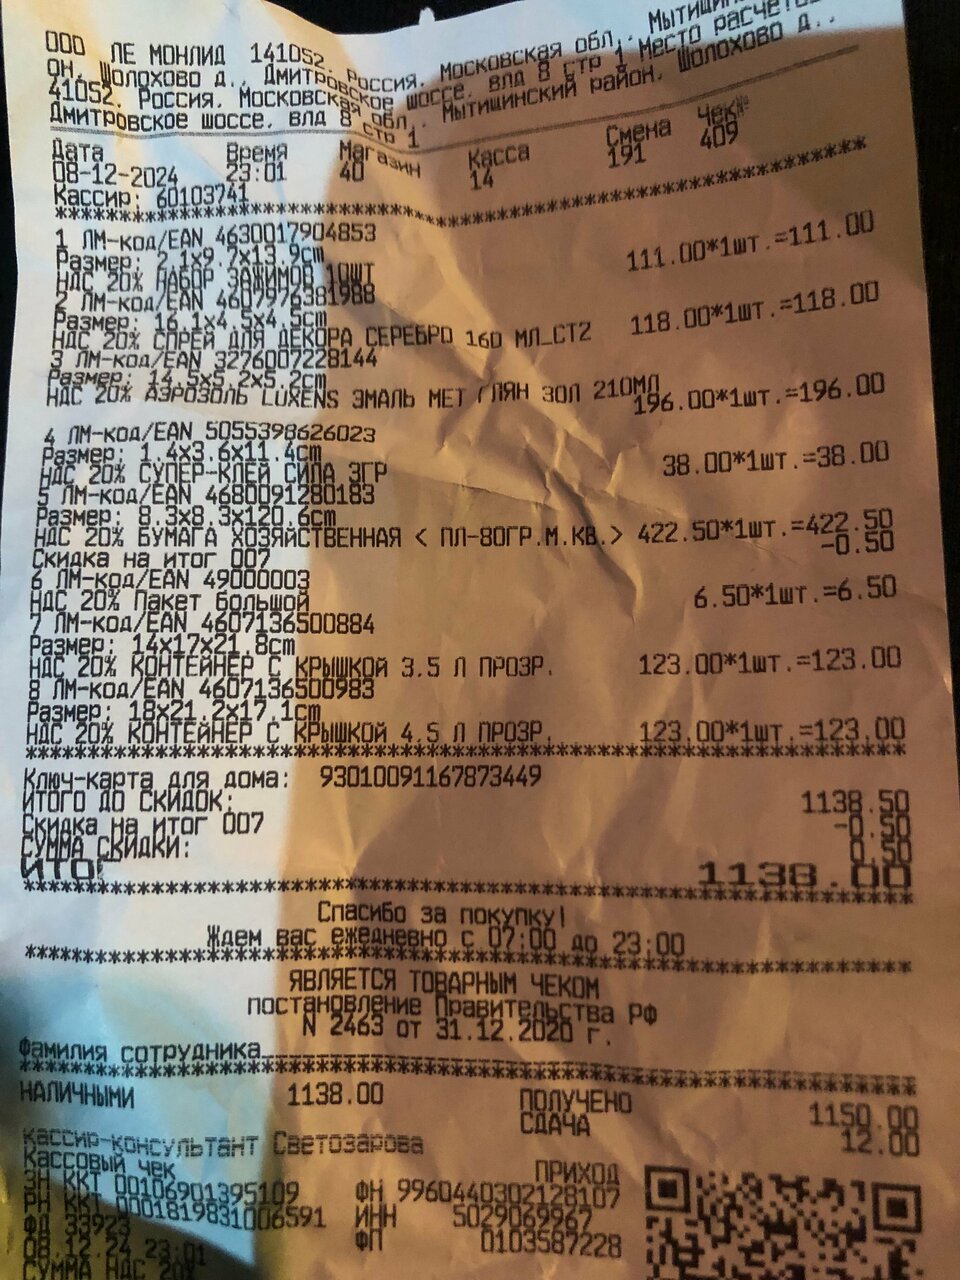 ООО ЛЕ МОНЛИД 141052, Россия, Московская обл., Мытищин
он, Шолохово д., Дмитровское шоссе, влд 8 стр 1 Место расчето
41052, Россия, Московская обл., Мытищинский район, Шолохово д.,
Дмитровское шоссе, влд 8 стр 1
Дата Время Магазин Касса Смена Чек№
08-12-2024 23:01 40 14 191 409
Кассир: 60103741
1 ЛМ-код/EAN 4630017904853
Размер: 2.1x9.7x13.9cm 111.00*1шт.=111.00
НДС 20% НАБОР ЗАЖИМОВ 10ШТ
2 ЛМ-код/EAN 4607976381988
Размер: 16.1x4.5x4.5cm 118.00*1шт.=118.00
НДС 20% СПРЕЙ ДЛЯ ДЕКОРА СЕРЕБРО 160 МЛ_СТ2
3 ЛМ-код/EAN 3276007228144
Размер: 14.5x5.2x5.2cm
НДС 20% АЭРОЗОЛЬ LUXENS ЭМАЛЬ МЕТ ГЛЯН ЗОЛ 210МЛ 196.00*1шт.=196.00
4 ЛМ-код/EAN 5055398626023
Размер: 1.4x3.6x11.4cm 38.00*1шт.=38.00
НДС 20% СУПЕР-КЛЕЙ СИЛА 3ГР
5 ЛМ-код/EAN 4680091280183
Размер: 8.3x8.3x120.6cm
НДС 20% БУМАГА ХОЗЯЙСТВЕННАЯ < ПЛ-80ГР.М.КВ.> 422.50*1шт.=422.50
Скидка на итог 007 -0.50
6 ЛМ-код/EAN 49000003
НДС 20% Пакет большой 6.50*1шт.=6.50
7 ЛМ-код/EAN 4607136500884
Размер: 14x17x21.8cm
НДС 20% КОНТЕЙНЕР С КРЫШКОЙ 3.5 Л ПРОЗР. 123.00*1шт.=123.00
8 ЛМ-код/EAN 4607136500983
Размер: 18x21.2x17.1cm
НДС 20% КОНТЕЙНЕР С КРЫШКОЙ 4.5 Л ПРОЗР. 123.00*1шт.=123.00
Ключ-карта для дома: 93010091167873449
ИТОГО ДО СКИДОК: 1138.50
Скидка на итог 007 -0.50
СУММА СКИДКИ: 0.50
ИТОГ 1138.00
Спасибо за покупку!
Ждем вас ежедневно с 07:00 до 23:00
ЯВЛЯЕТСЯ ТОВАРНЫМ ЧЕКОМ
постановление Правительства РФ
N 2463 от 31.12.2020 г.
Фамилия сотрудника
НАЛИЧНЫМИ 1138.00 ПОЛУЧЕНО 1150.00
СДАЧА 12.00
кассир-консультант Светозарова
Кассовый чек ПРИХОД
ЗН ККТ 00106901395109 ФН 9960440302128107
РН ККТ 0001819831006591 ИНН 5029069967
ФД 33923 ФП 0103587228
08.12.24 23:01
СУММА НДС 20%